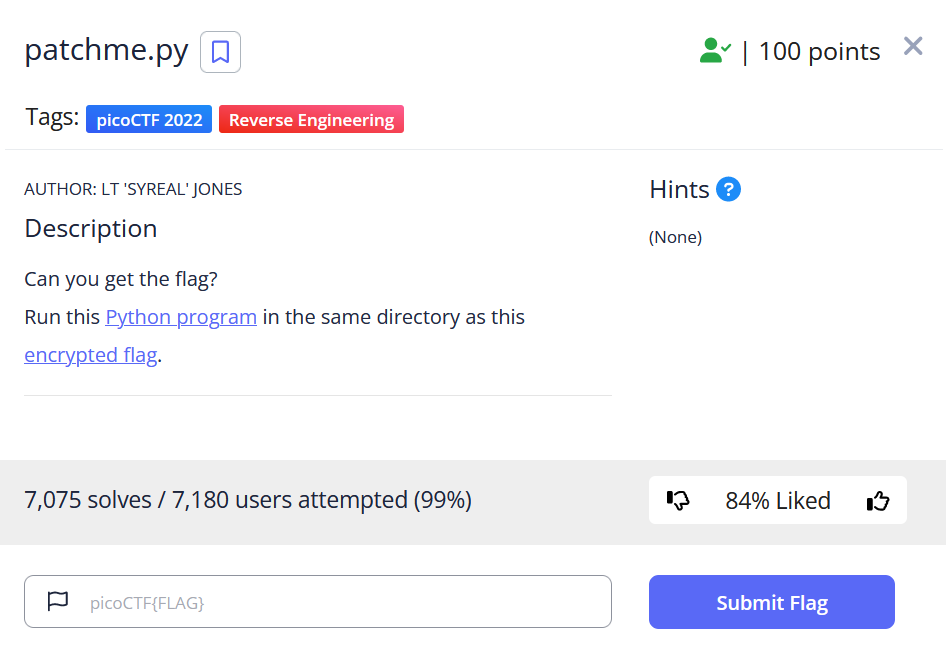 patchme.py
| 100 points
Tags: picoCTF 2022 Reverse Engineering
AUTHOR: LT 'SYREAL' JONES
Description
Can you get the flag?
Run this Python program in the same directory as this
encrypted flag.
Hints ?
(None)
7,075 solves / 7,180 users attempted (99%)
84% Liked
picoCTF{FLAG}
Submit Flag